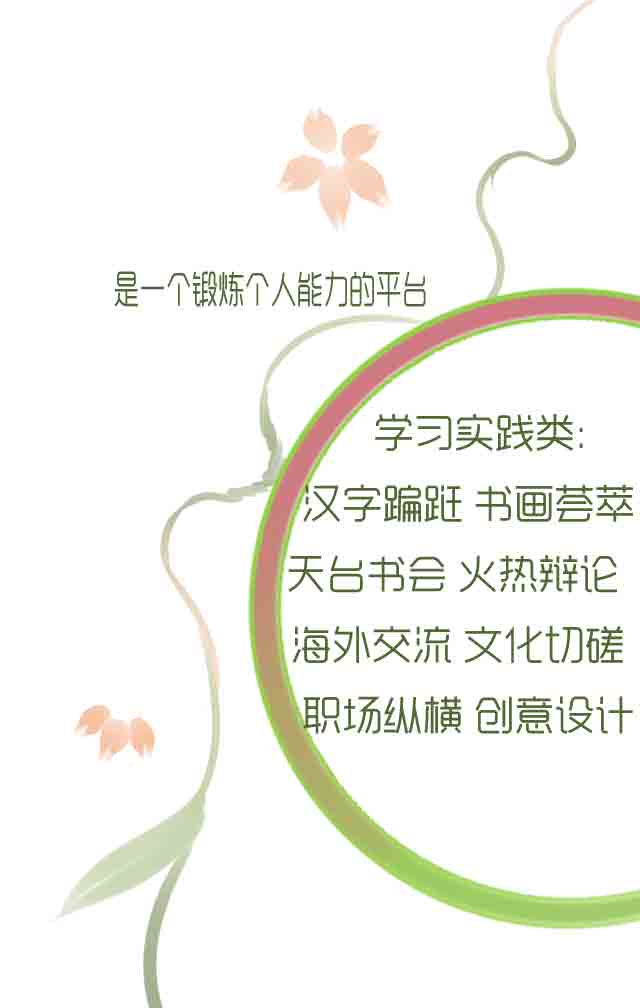 是一个锻炼个人能力的平台
学习实践类:
汉字蹁跹 书画荟萃
天台书会 火热辩论
海外交流 文化切磋
职场纵横 创意设计